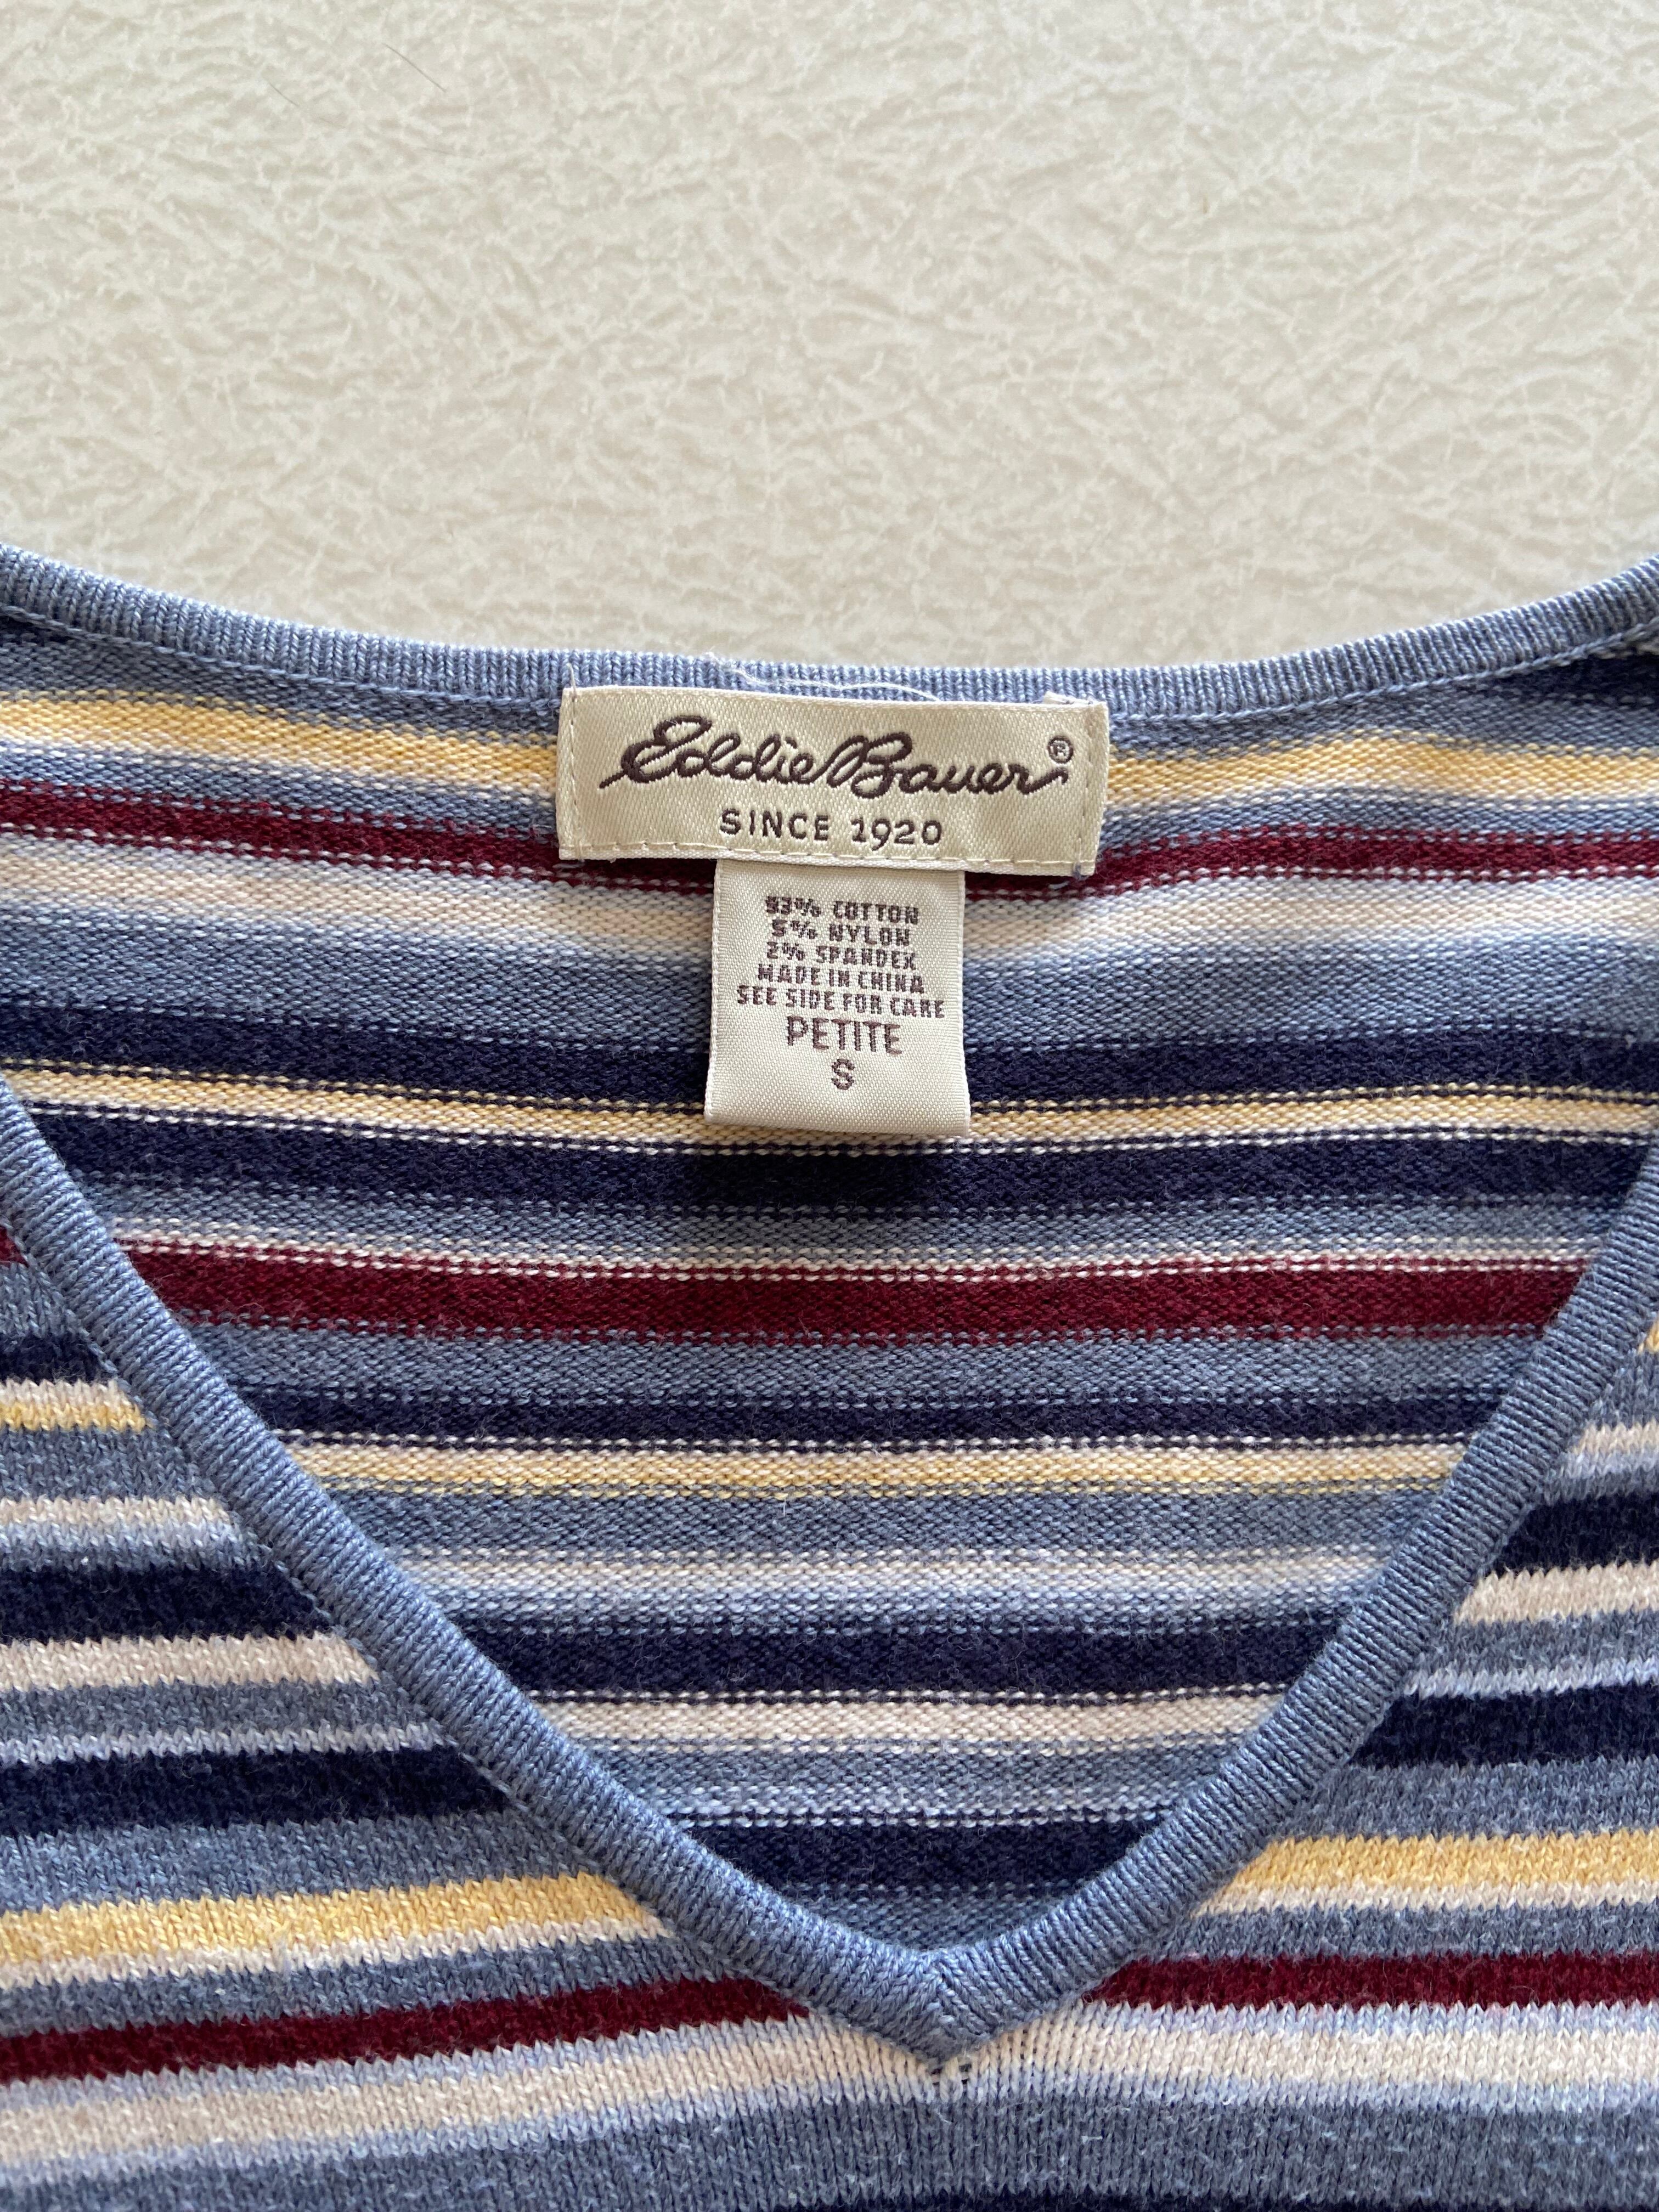 Eddie Bauer®
SINCE 1920
93% COTTON
5% NYLON
2% SPANDEX
MADE IN CHINA
SEE SIDE FOR CARE
PETITE
S